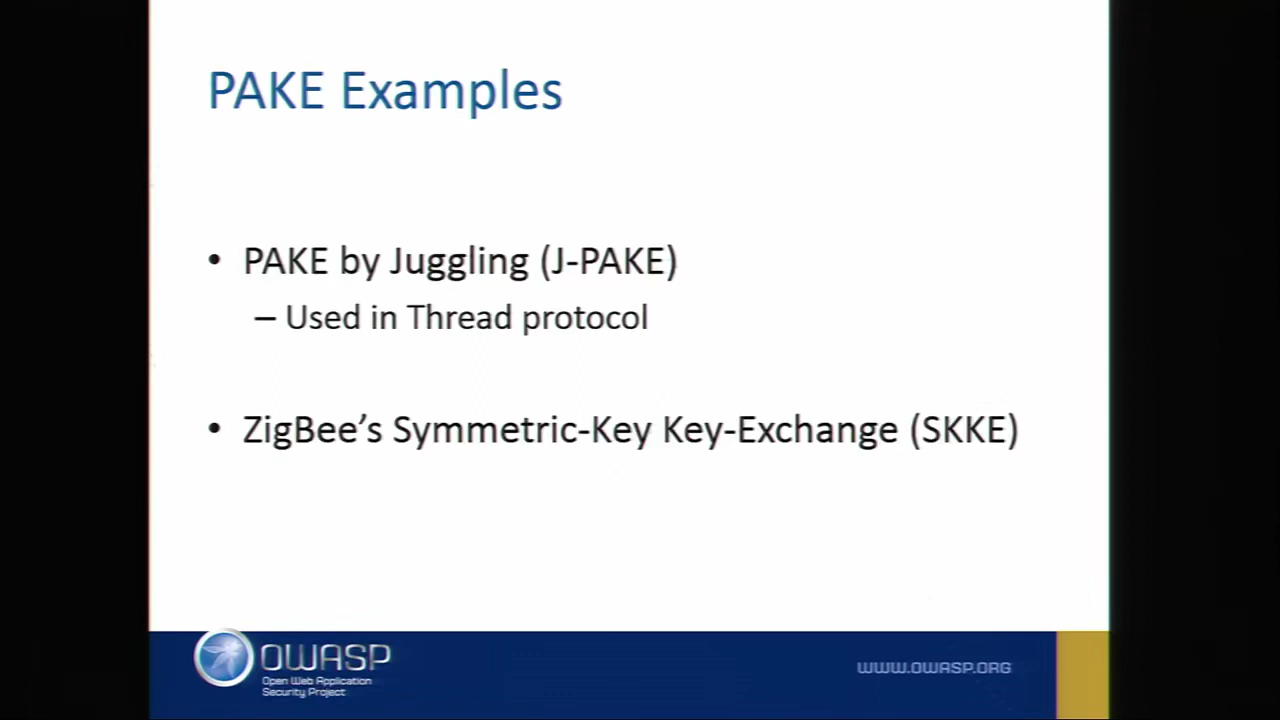 PAKE Examples
• PAKE by Juggling (J-PAKE)
– Used in Thread protocol
• ZigBee’s Symmetric-Key Key-Exchange (SKKE)
OWASP
Open Web Application
Security Project
WWW.OWASP.ORG